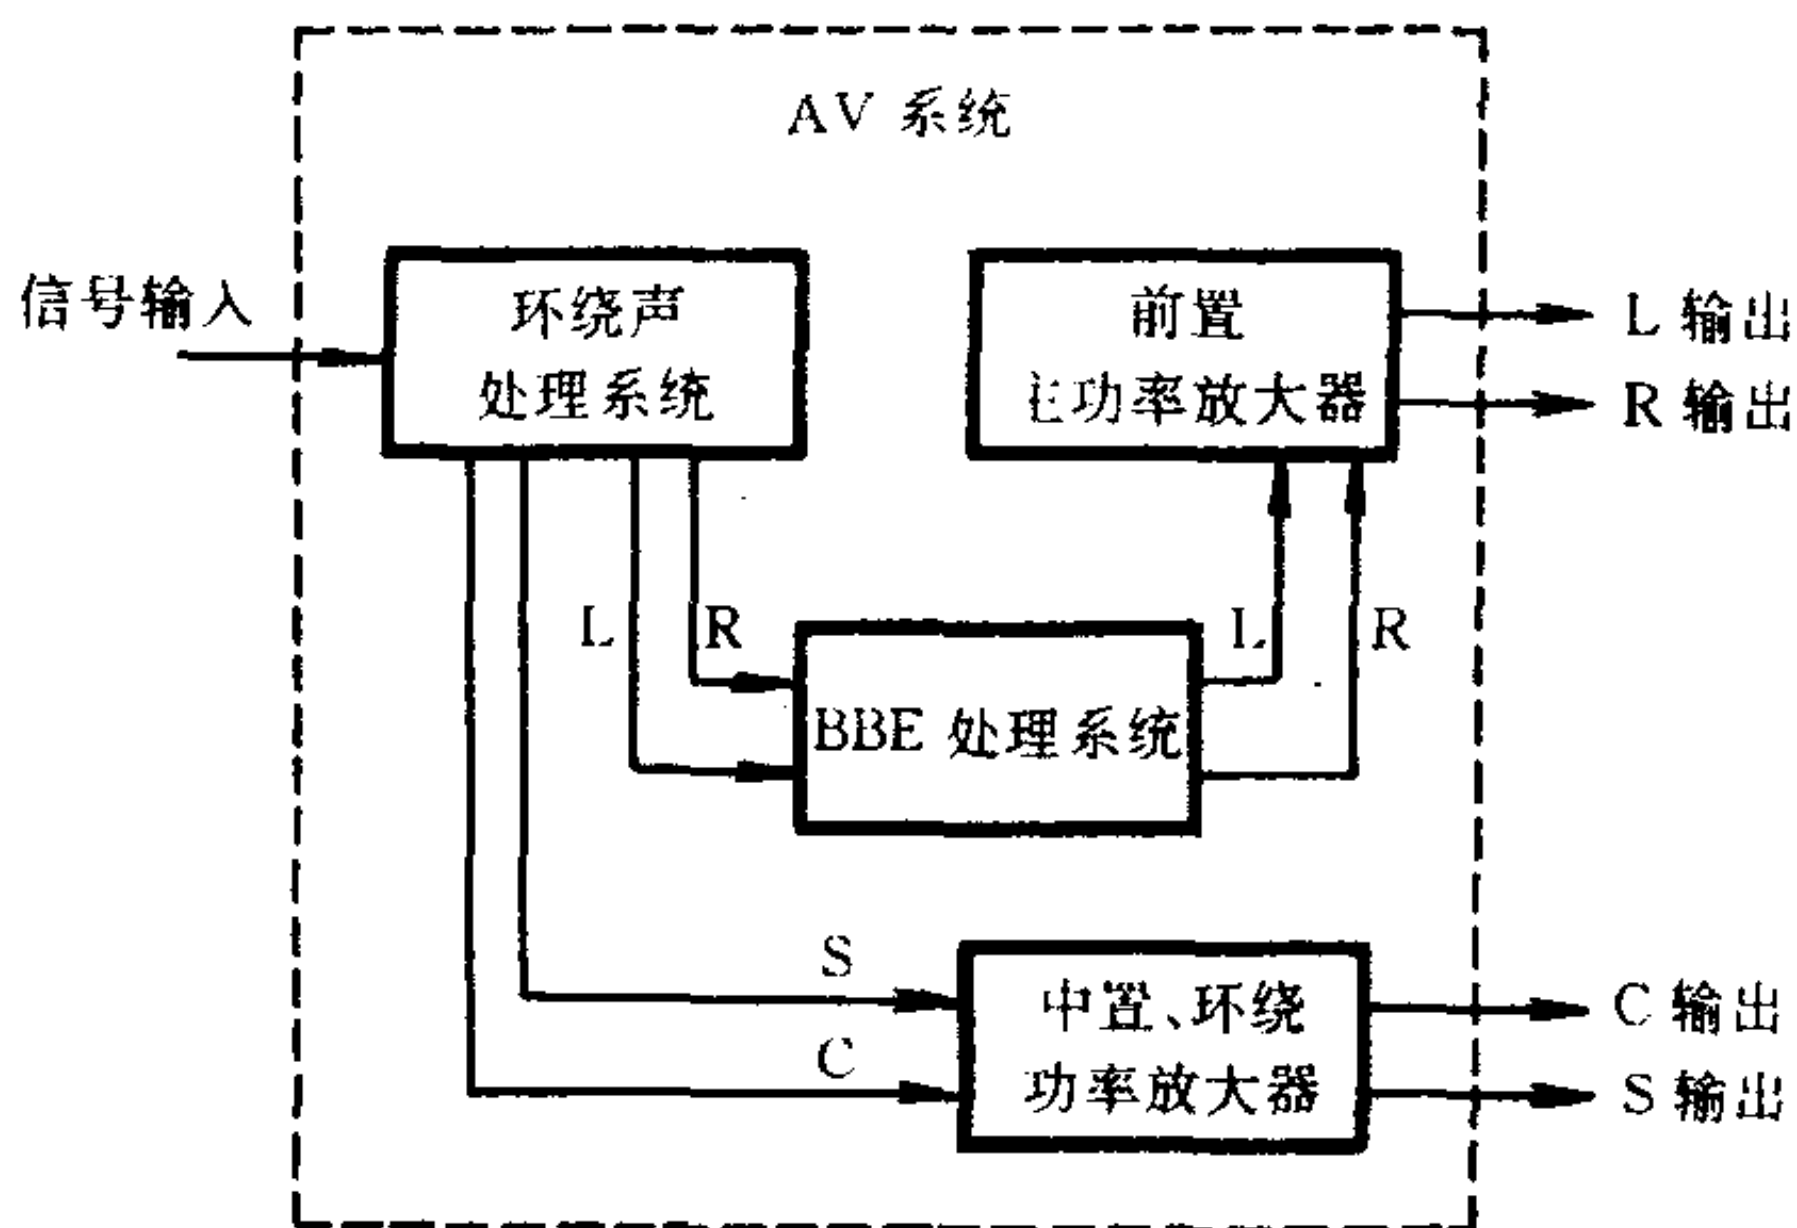 AV 系统
信号输入
环绕声
处理系统
前置
主功率放大器
L 输出
R 输出
L
R
L
R
BBE 处理系统
S
C
中置、环绕
功率放大器
C 输出
S 输出